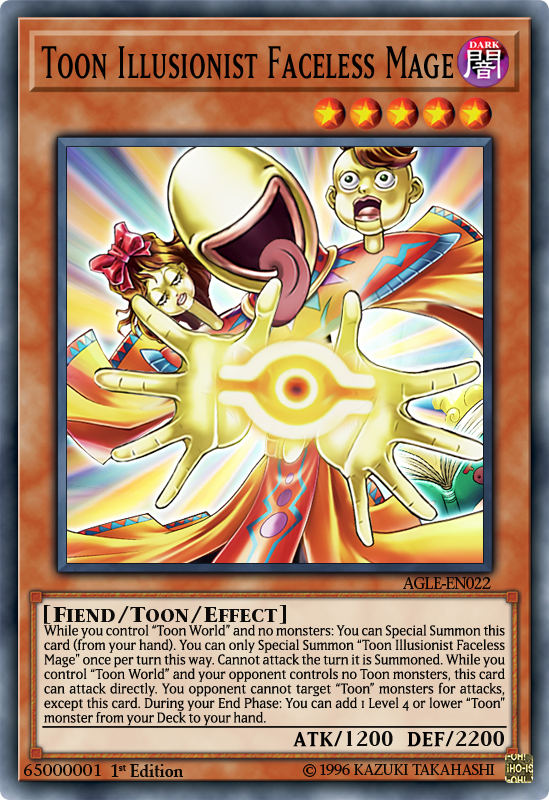 TOON ILLUSIONIST FACELESS MAGE
DARK
闇
AGLE-EN022
[FIEND/TOON/EFFECT]
While you control “Toon World” and no monsters: You can Special Summon this
card (from your hand). You can only Special Summon “Toon Illusionist Faceless
Mage” once per turn this way. Cannot attack the turn it is Summoned. While you
control “Toon World” and your opponent controls no Toon monsters, this card
can attack directly. You opponent cannot target “Toon” monsters for attacks,
except this card. During your End Phase: You can add 1 Level 4 or lower “Toon”
monster from your Deck to your hand.
ATK/1200 DEF/2200
65000001 1st Edition © 1996 KAZUKI TAKAHASHI